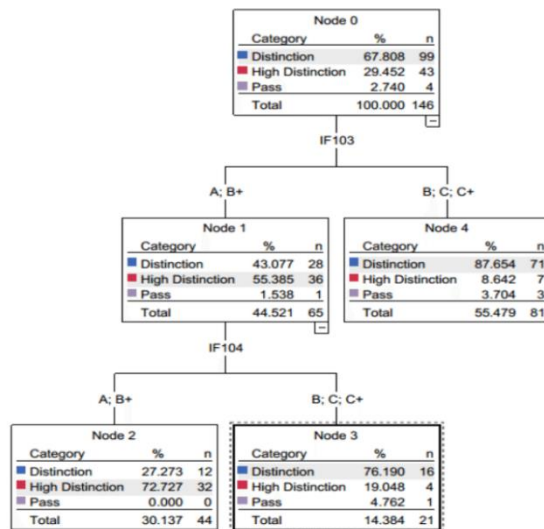 Node 0
Category % n
Distinction 67.808 99
High Distinction 29.452 43
Pass 2.740 4
Total 100.000 146
IF103
A; B+ B; C; C+
Node 1
Category % n
Distinction 43.077 28
High Distinction 55.385 36
Pass 1.538 1
Total 44.521 65
Node 4
Category % n
Distinction 87.654 71
High Distinction 8.642 7
Pass 3.704 3
Total 55.479 81
IF104
A; B+ B; C; C+
Node 2
Category % n
Distinction 27.273 12
High Distinction 72.727 32
Pass 0.000 0
Total 30.137 44
Node 3
Category % n
Distinction 76.190 16
High Distinction 19.048 4
Pass 4.762 1
Total 14.384 21